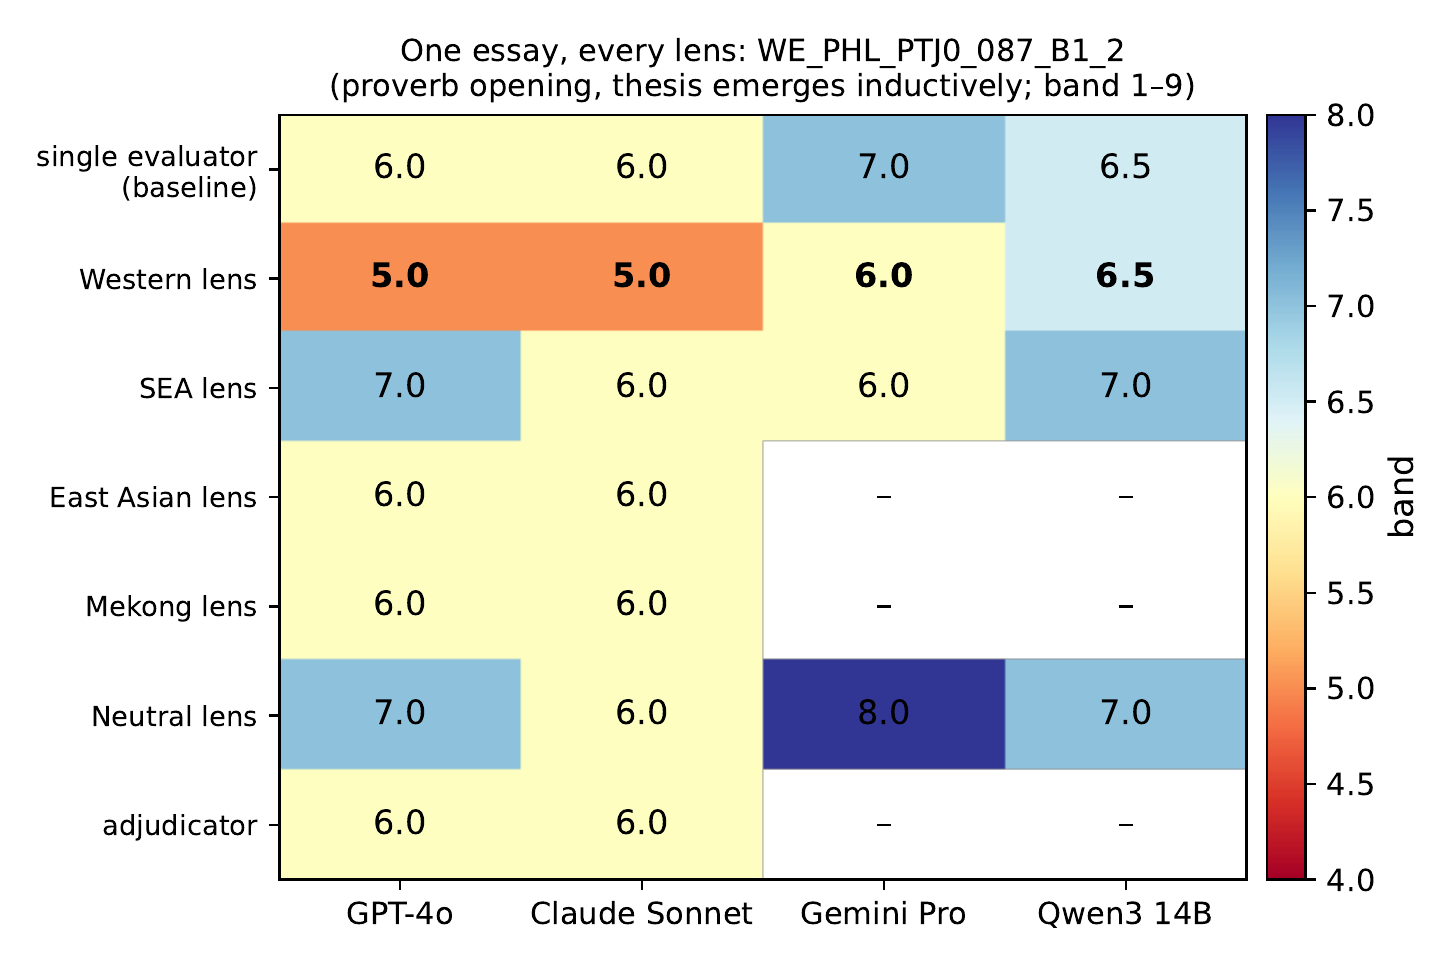 One essay, every lens: WE_PHL_PTJ0_087_B1_2
(proverb opening, thesis emerges inductively; band 1–9)
single evaluator
(baseline)
6.0 6.0 7.0 6.5
Western lens 5.0 5.0 6.0 6.5
SEA lens 7.0 6.0 6.0 7.0
East Asian lens 6.0 6.0 – –
Mekong lens 6.0 6.0 – –
Neutral lens 7.0 6.0 8.0 7.0
adjudicator 6.0 6.0 – –
GPT-4o Claude Sonnet Gemini Pro Qwen3 14B
8.0
7.5
7.0
6.5
6.0
5.5
5.0
4.5
4.0
band